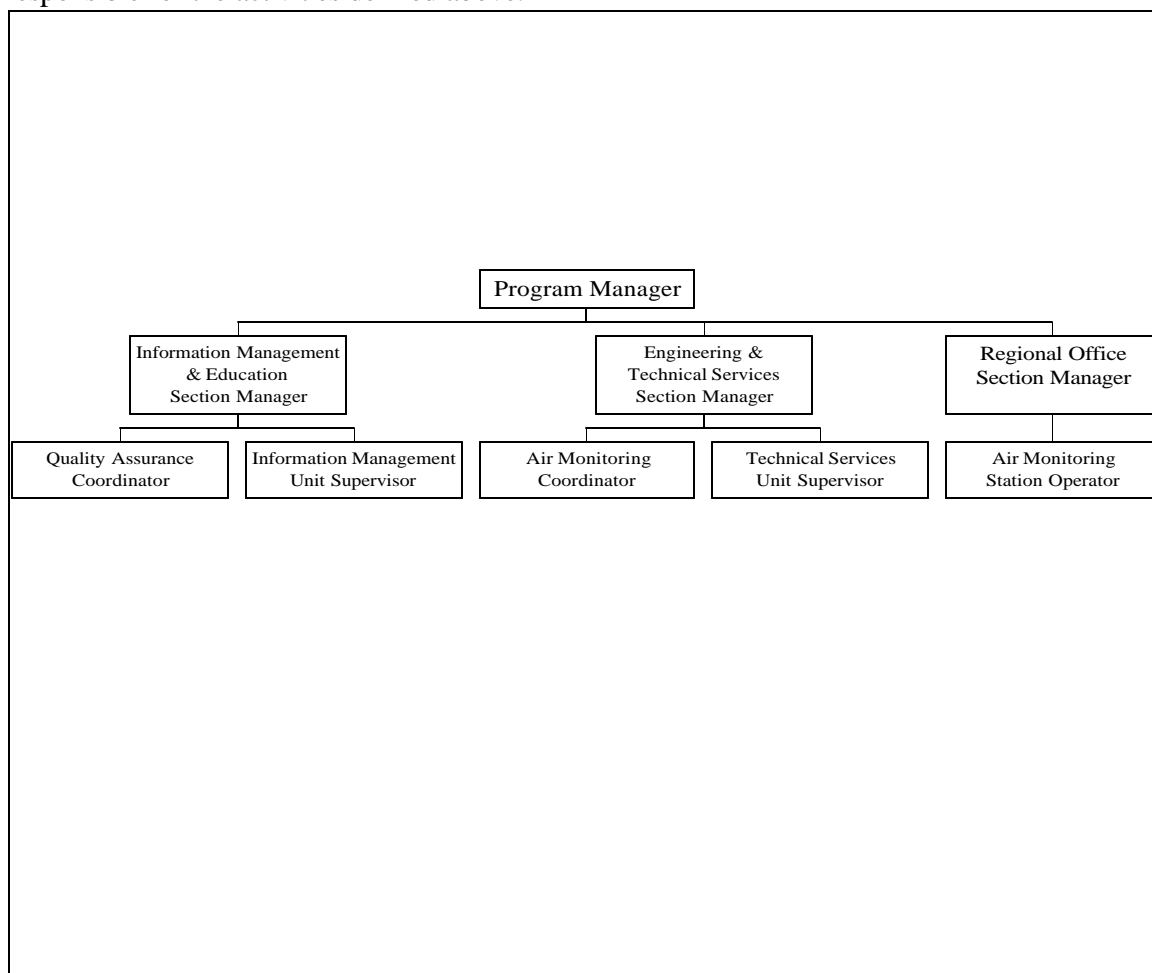 Program Manager
Information Management
& Education
Section Manager
Engineering &
Technical Services
Section Manager
Regional Office
Section Manager
Quality Assurance
Coordinator
Information Management
Unit Supervisor
Air Monitoring
Coordinator
Technical Services
Unit Supervisor
Air Monitoring
Station Operator